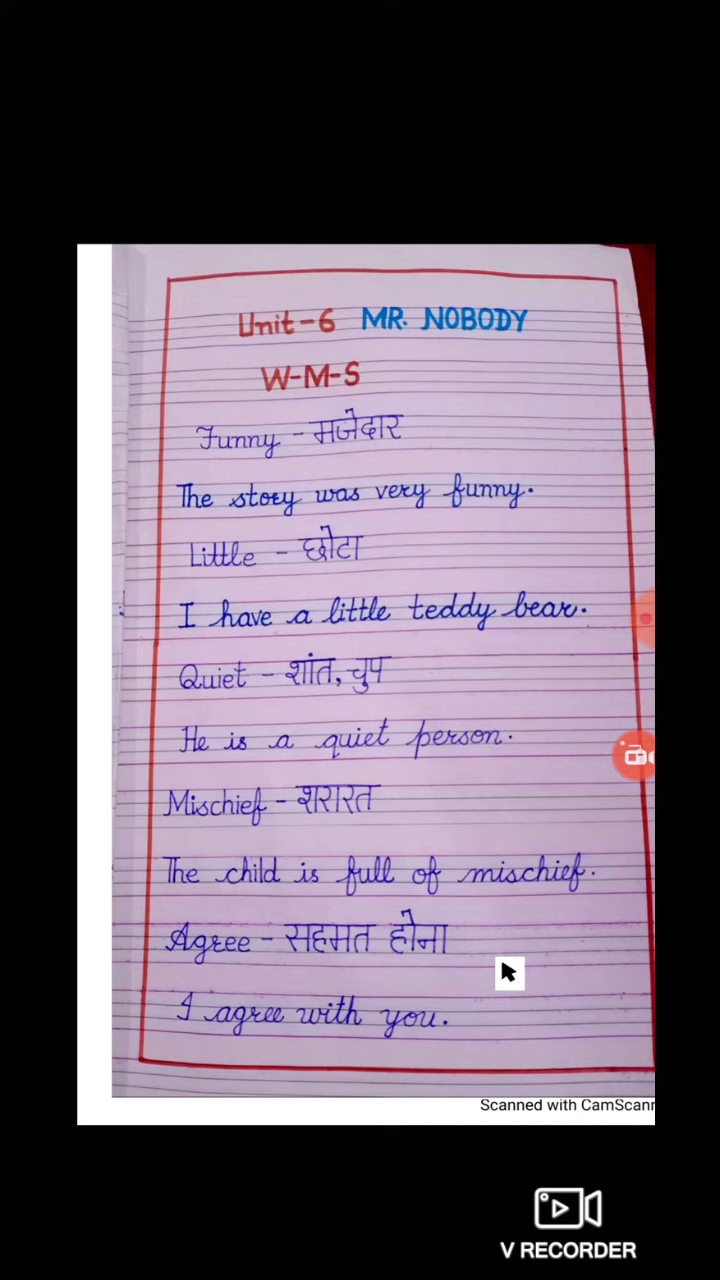 Unit-6 MR. NOBODY
W-M-S
Funny - मजेदार
The story was very funny.
Little - छोटा
I have a little teddy bear.
Quiet - शांत, चुप
He is a quiet person.
Mischief - शरारत
The child is full of mischief.
Agree - सहमत होना
I agree with you.
Scanned with CamScann
V RECORDER